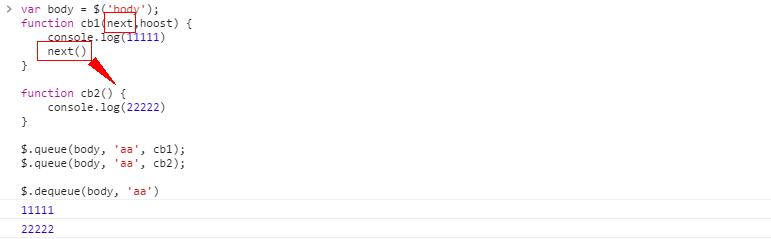 > var body = $('body');
function cb1(next,hoost) {
    console.log(11111)
    next()
}
function cb2() {
    console.log(22222)
}
$.queue(body, 'aa', cb1);
$.queue(body, 'aa', cb2);
$.dequeue(body, 'aa')
11111
22222